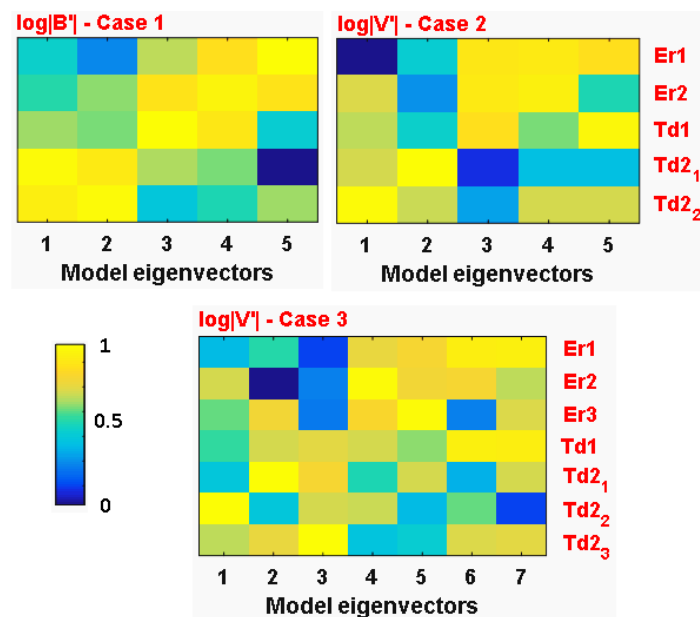 log|B'| - Case 1
1 2 3 4 5
Model eigenvectors
log|V'| - Case 2
Er1
Er2
Td1
Td2₁
Td2₂
1 2 3 4 5
Model eigenvectors
1
0.5
0
log|V'| - Case 3
Er1
Er2
Er3
Td1
Td2₁
Td2₂
Td2₃
1 2 3 4 5 6 7
Model eigenvectors